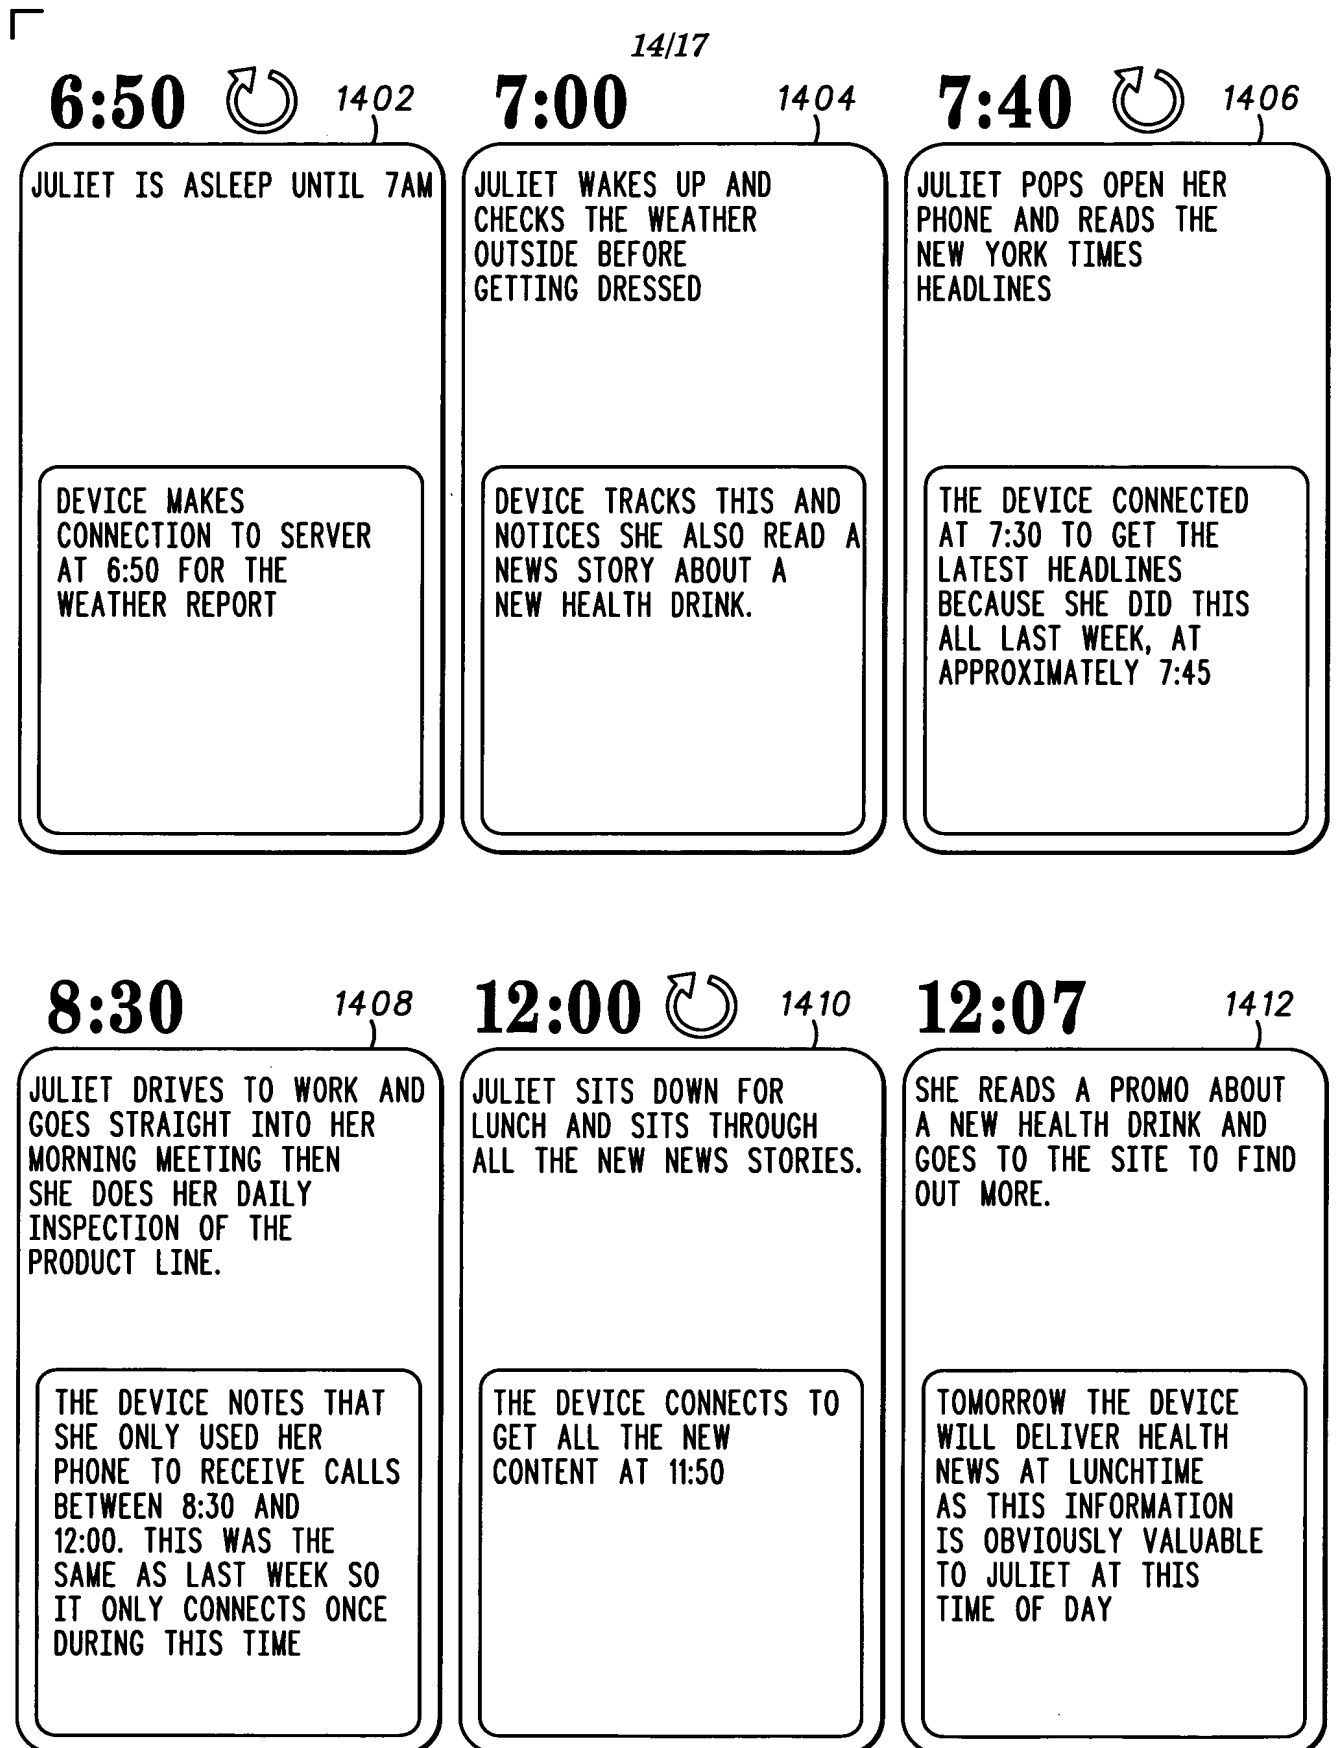 14/17
6:50 1402
JULIET IS ASLEEP UNTIL 7AM
DEVICE MAKES
CONNECTION TO SERVER
AT 6:50 FOR THE
WEATHER REPORT
7:00 1404
JULIET WAKES UP AND
CHECKS THE WEATHER
OUTSIDE BEFORE
GETTING DRESSED
DEVICE TRACKS THIS AND
NOTICES SHE ALSO READ A
NEWS STORY ABOUT A
NEW HEALTH DRINK.
7:40 1406
JULIET POPS OPEN HER
PHONE AND READS THE
NEW YORK TIMES
HEADLINES
THE DEVICE CONNECTED
AT 7:30 TO GET THE
LATEST HEADLINES
BECAUSE SHE DID THIS
ALL LAST WEEK, AT
APPROXIMATELY 7:45
8:30 1408
JULIET DRIVES TO WORK AND
GOES STRAIGHT INTO HER
MORNING MEETING THEN
SHE DOES HER DAILY
INSPECTION OF THE
PRODUCT LINE.
THE DEVICE NOTES THAT
SHE ONLY USED HER
PHONE TO RECEIVE CALLS
BETWEEN 8:30 AND
12:00. THIS WAS THE
SAME AS LAST WEEK SO
IT ONLY CONNECTS ONCE
DURING THIS TIME
12:00 1410
JULIET SITS DOWN FOR
LUNCH AND SITS THROUGH
ALL THE NEW NEWS STORIES.
THE DEVICE CONNECTS TO
GET ALL THE NEW
CONTENT AT 11:50
12:07 1412
SHE READS A PROMO ABOUT
A NEW HEALTH DRINK AND
GOES TO THE SITE TO FIND
OUT MORE.
TOMORROW THE DEVICE
WILL DELIVER HEALTH
NEWS AT LUNCHTIME
AS THIS INFORMATION
IS OBVIOUSLY VALUABLE
TO JULIET AT THIS
TIME OF DAY